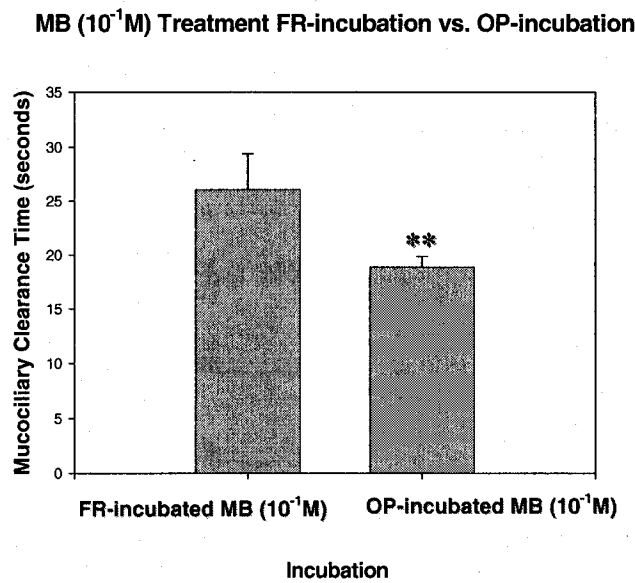 MB (10⁻¹M) Treatment FR-incubation vs. OP-incubation
Mucociliary Clearance Time (seconds)
35
30
25
20
15
10
5
0
**
FR-incubated MB (10⁻¹M)
OP-incubated MB (10⁻¹M)
Incubation